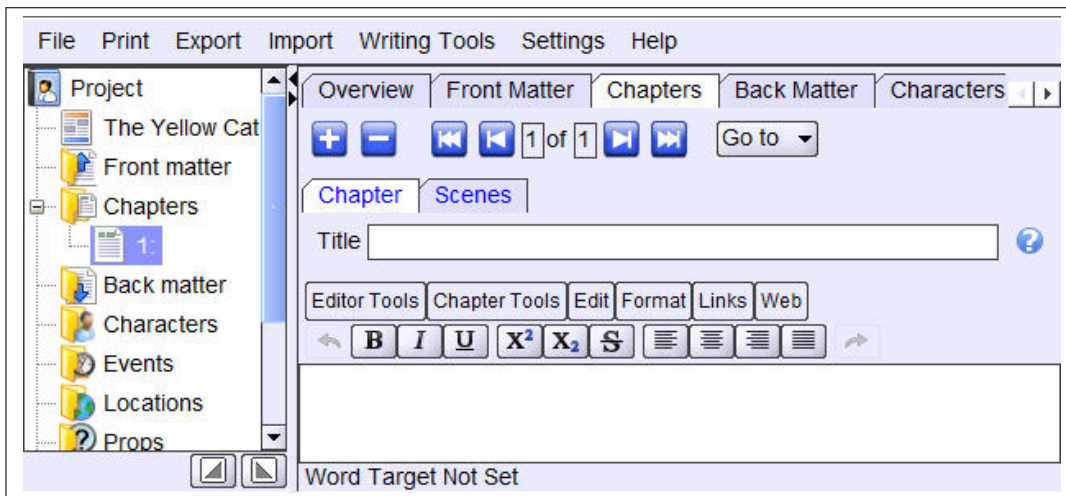 File Print Export Import Writing Tools Settings Help
Project
The Yellow Cat
Front matter
Chapters
1:
Back matter
Characters
Events
Locations
Props
Overview Front Matter Chapters Back Matter Characters
1 of 1 Go to
Chapter Scenes
Title
Editor Tools Chapter Tools Edit Format Links Web
B I U X² X₂ S
Word Target Not Set